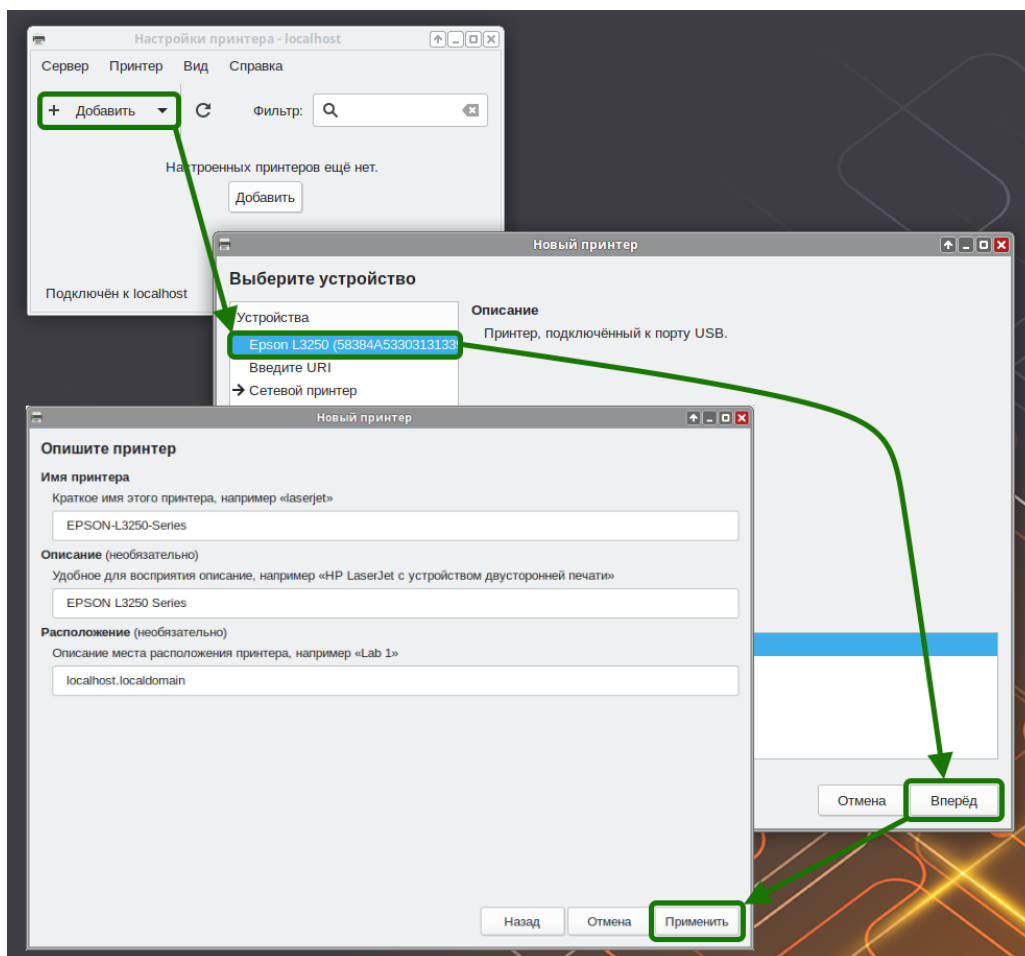 Настройки принтера - localhost
Сервер Принтер Вид Справка
+ Добавить Фильтр:
Настроенных принтеров ещё нет.
Добавить
Подключён к localhost
Новый принтер
Выберите устройство
Устройства
Epson L3250 (58384A5330313133
Введите URI
Сетевой принтер
Описание
Принтер, подключённый к порту USB.
Отмена Вперёд
Новый принтер
Опишите принтер
Имя принтера
Краткое имя этого принтера, например «laserjet»
EPSON-L3250-Series
Описание (необязательно)
Удобное для восприятия описание, например «HP LaserJet с устройством двусторонней печати»
EPSON L3250 Series
Расположение (необязательно)
Описание места расположения принтера, например «Lab 1»
localhost.localdomain
Назад Отмена Применить